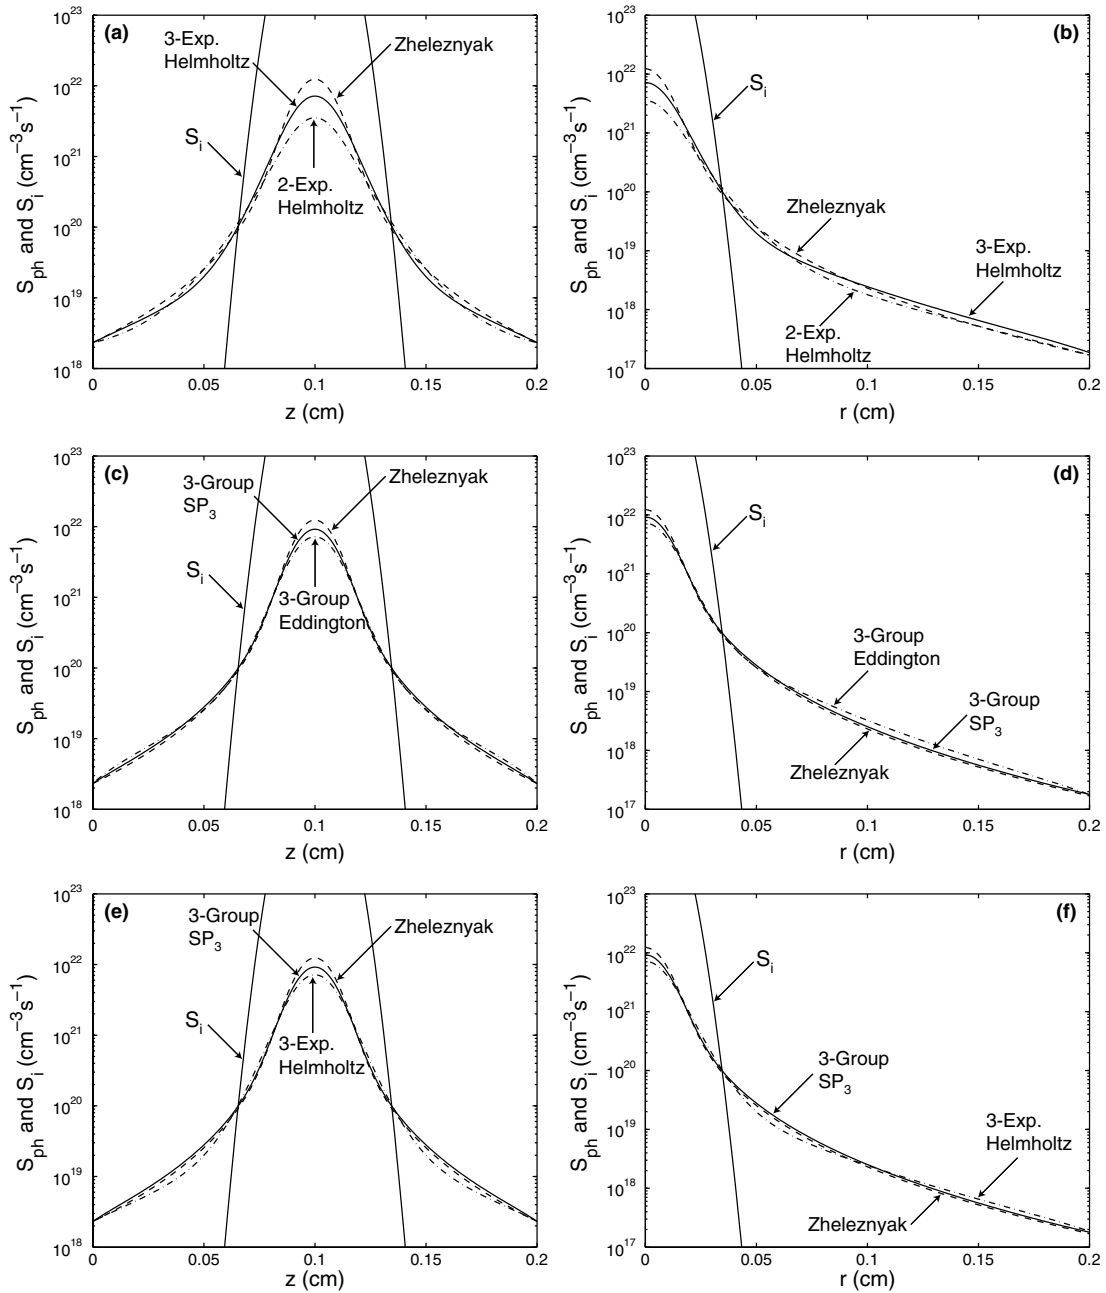 (a)
3-Exp.
Helmholtz
Zheleznyak
S_i
2-Exp.
Helmholtz
S_ph and S_i (cm⁻³s⁻¹)
10²³
10²²
10²¹
10²⁰
10¹⁹
10¹⁸
0
0.05
0.1
0.15
0.2
z (cm)
(b)
S_i
Zheleznyak
3-Exp.
Helmholtz
2-Exp.
Helmholtz
S_ph and S_i (cm⁻³s⁻¹)
10²³
10²²
10²¹
10²⁰
10¹⁹
10¹⁸
10¹⁷
0
0.05
0.1
0.15
0.2
r (cm)
(c)
3-Group
SP₃
Zheleznyak
S_i
3-Group
Eddington
S_ph and S_i (cm⁻³s⁻¹)
10²³
10²²
10²¹
10²⁰
10¹⁹
10¹⁸
0
0.05
0.1
0.15
0.2
z (cm)
(d)
S_i
3-Group
Eddington
3-Group
SP₃
Zheleznyak
S_ph and S_i (cm⁻³s⁻¹)
10²³
10²²
10²¹
10²⁰
10¹⁹
10¹⁸
10¹⁷
0
0.05
0.1
0.15
0.2
r (cm)
(e)
3-Group
SP₃
Zheleznyak
S_i
3-Exp.
Helmholtz
S_ph and S_i (cm⁻³s⁻¹)
10²³
10²²
10²¹
10²⁰
10¹⁹
10¹⁸
0
0.05
0.1
0.15
0.2
z (cm)
(f)
S_i
3-Group
SP₃
3-Exp.
Helmholtz
Zheleznyak
S_ph and S_i (cm⁻³s⁻¹)
10²³
10²²
10²¹
10²⁰
10¹⁹
10¹⁸
10¹⁷
0
0.05
0.1
0.15
0.2
r (cm)